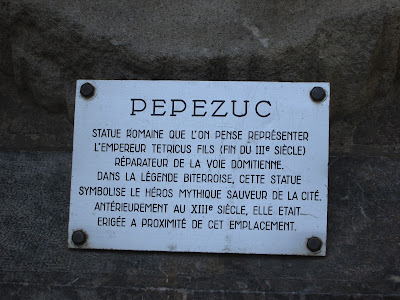 PEPEZUC
STATUE ROMAINE QUE L'ON PENSE REPRÉSENTER
L'EMPEREUR TETRICUS FILS (FIN DU IIIe SIÈCLE)
RÉPARATEUR DE LA VOIE DOMITIENNE.
DANS LA LÉGENDE BITERROISE, CETTE STATUE
SYMBOLISE LE HÉROS MYTHIQUE SAUVEUR DE LA CITÉ.
ANTÉRIEUREMENT AU XIIIe SIÈCLE, ELLE ETAIT
ERIGÉE A PROXIMITÉ DE CET EMPLACEMENT.